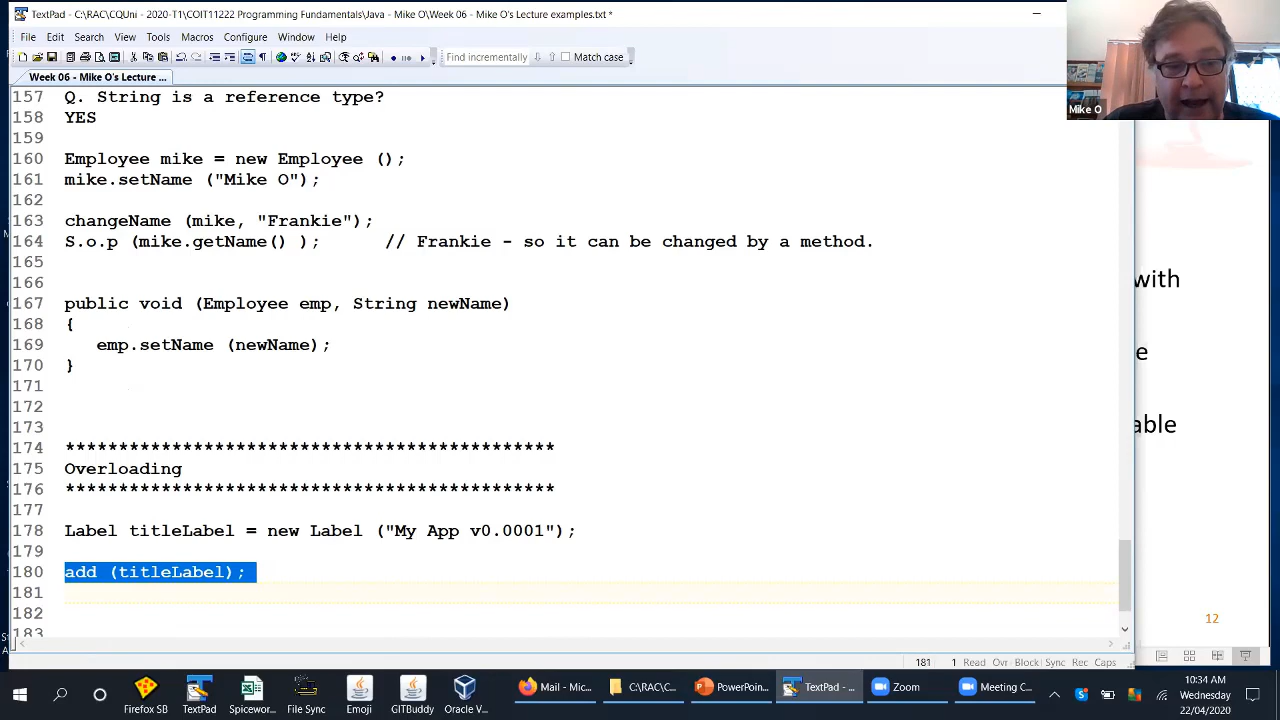 TextPad - C:\RAC\CQUni - 2020-T1\COIT11222 Programming Fundamentals\Java - Mike O\Week 06 - Mike O's Lecture examples.txt *
File Edit Search View Tools Macros Configure Window Help
Find incrementally Match case
Week 06 - Mike O's Lecture ...
Mike O
157 Q. String is a reference type?
158 YES
159
160 Employee mike = new Employee ();
161 mike.setName ("Mike O");
162
163 changeName (mike, "Frankie");
164 S.o.p (mike.getName() ); // Frankie - so it can be changed by a method.
165
166
167 public void (Employee emp, String newName)
168 {
169 emp.setName (newName);
170 }
171
172
173
174 **********************************************
175 Overloading
176 **********************************************
177
178 Label titleLabel = new Label ("My App v0.0001");
179
180 add (titleLabel);
181
182
183
with
e
able
12
181 1 Read Ovr Block Sync Rec Caps
Firefox SB TextPad Spicewor... File Sync Emoji GITBuddy Oracle V...
Mail - Mic... C:\RAC\C... PowerPoin... TextPad - ... Zoom Meeting C...
10:34 AM
Wednesday
22/04/2020